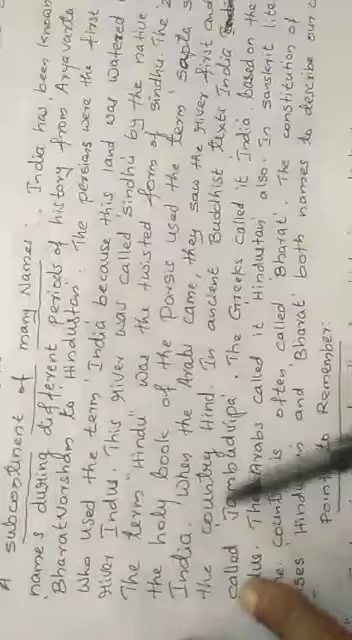 A subcontinent of many Names: India has been known
names during different periods of history from 'Aryavarta
'Bharatvarsham to 'Hindustan'. The persians were the first
who used the term 'India' because this land was watered
river Indus. This river was called 'Sindhu' by the native
The term "Hindu" was the twisted form of Sindhu. The
the holy book of the Parsis used the term 'Sapta
India. When the Arabs came, they saw the river first and
the country Hind. In ancient Buddhist texts India
called 'Jambudvipa'. The Greeks called it India based on the
The Arabs called it 'Hindustan' also. In sanskrit
country is often called 'Bharat'. The constitution of
and Bharat' both names to describe our
Points to Remember: